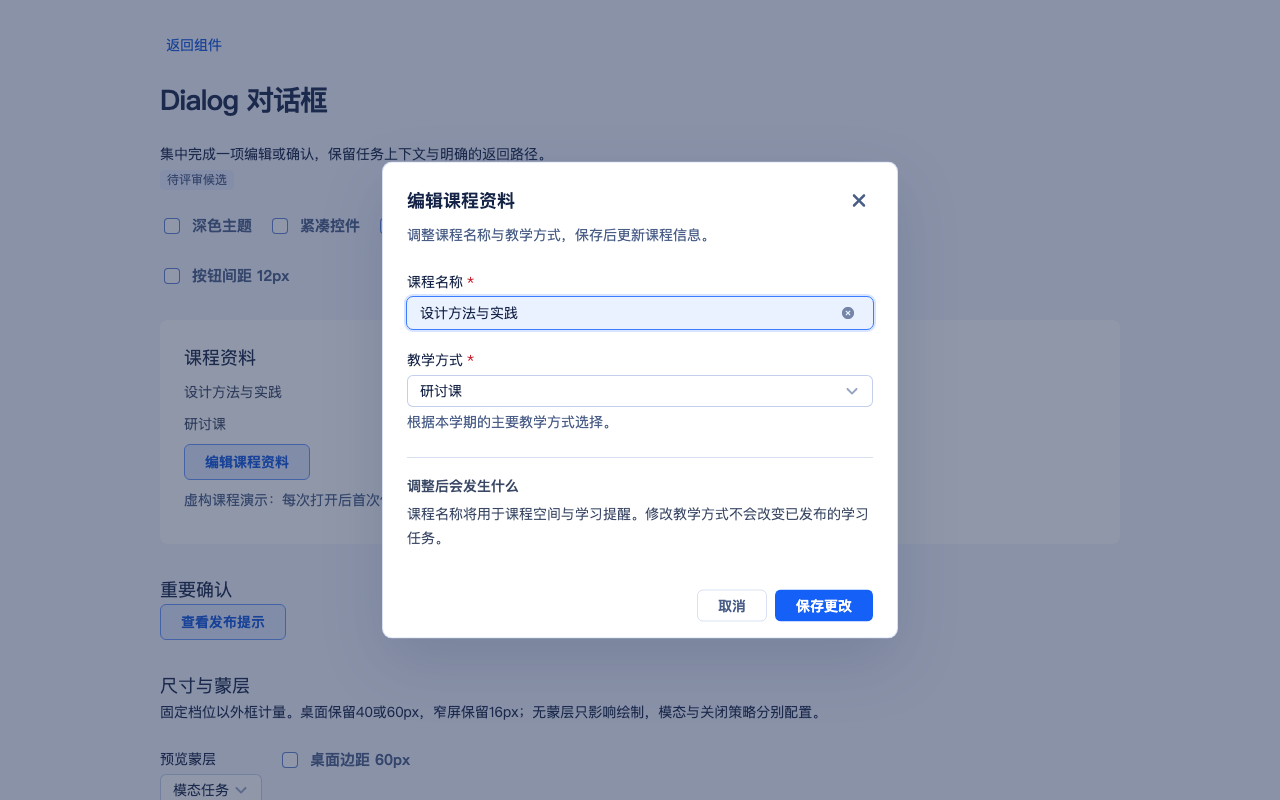 返回组件
Dialog 对话框
集中完成一项编辑或确认，保留任务上下文与明确的返回路径。
待评审候选
深色主题
紧凑控件
按钮间距 12px
课程资料
设计方法与实践
研讨课
编辑课程资料
虚构课程演示：每次打开后首次
重要确认
查看发布提示
尺寸与蒙层
固定档位以外框计量。桌面保留40或60px，窄屏保留16px；无蒙层只影响绘制，模态与关闭策略分别配置。
预览蒙层
桌面边距 60px
模态任务
编辑课程资料
调整课程名称与教学方式，保存后更新课程信息。
课程名称 *
设计方法与实践
教学方式 *
研讨课
根据本学期的主要教学方式选择。
调整后会发生什么
课程名称将用于课程空间与学习提醒。修改教学方式不会改变已发布的学习
任务。
取消
保存更改